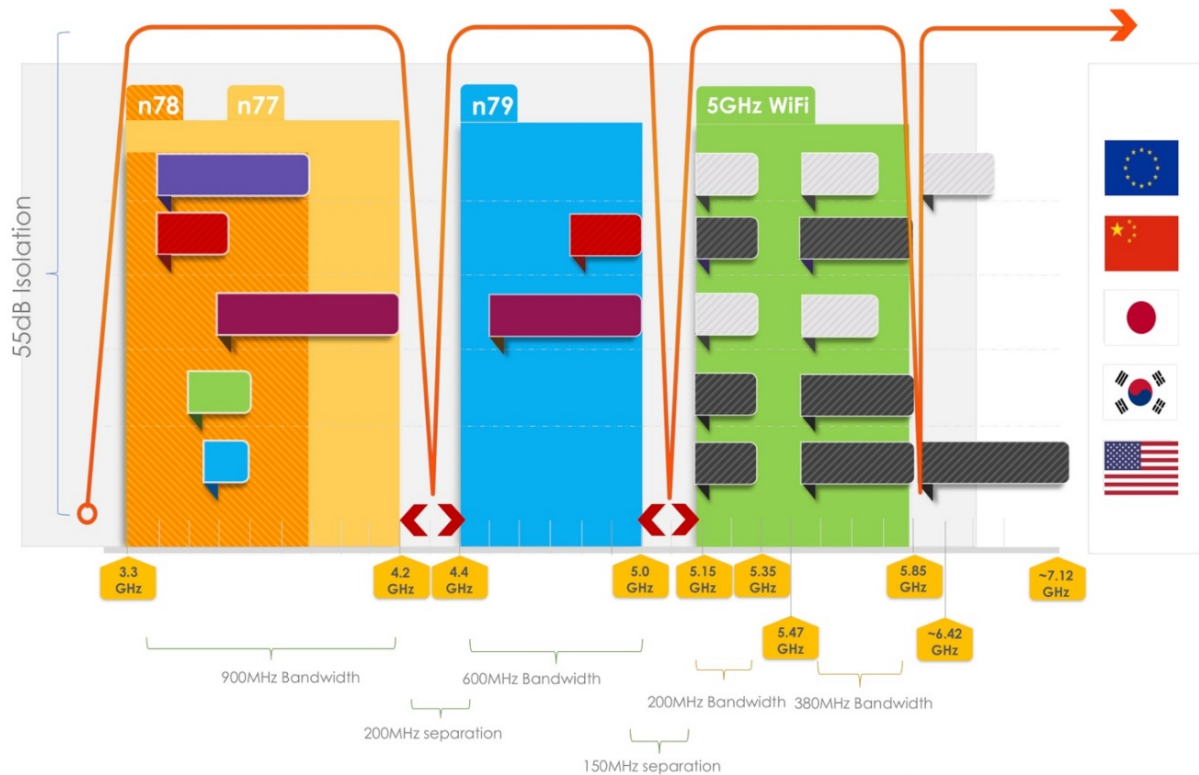 n78
n77
n79
5GHz WiFi
55dB Isolation
3.3
GHz
4.2
GHz
4.4
GHz
5.0
GHz
5.15
GHz
5.35
GHz
5.85
GHz
~7.12
GHz
5.47
GHz
~6.42
GHz
900MHz Bandwidth
600MHz Bandwidth
200MHz Bandwidth
380MHz Bandwidth
200MHz separation
150MHz separation